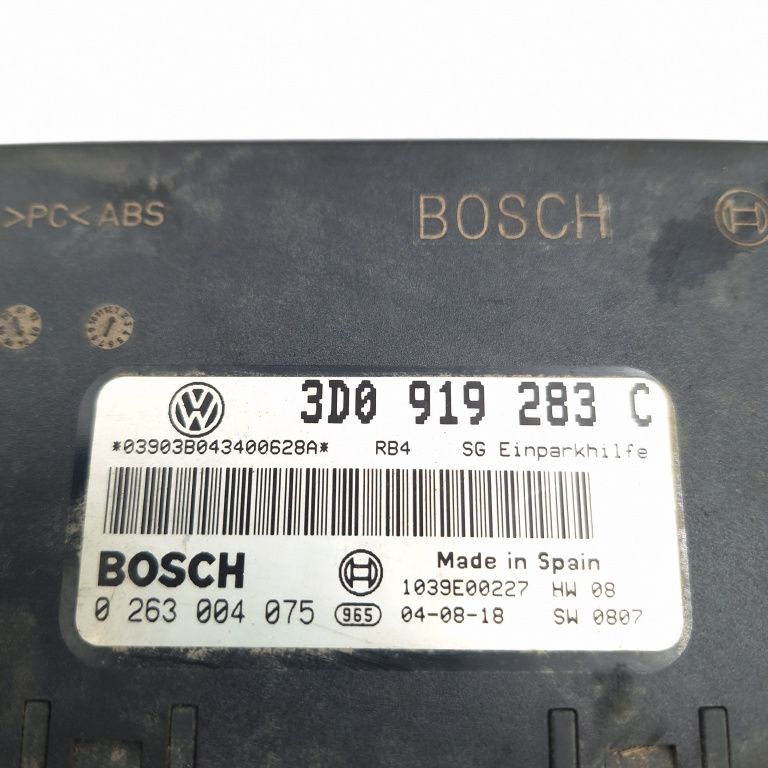 >PC<ABS
BOSCH
3D0 919 283 C
*03903B043400628A* RB4 SG Einparkhilfe
BOSCH
Made in Spain
1039E00227 HW 08
0 263 004 075 965 04-08-18 SW 0807